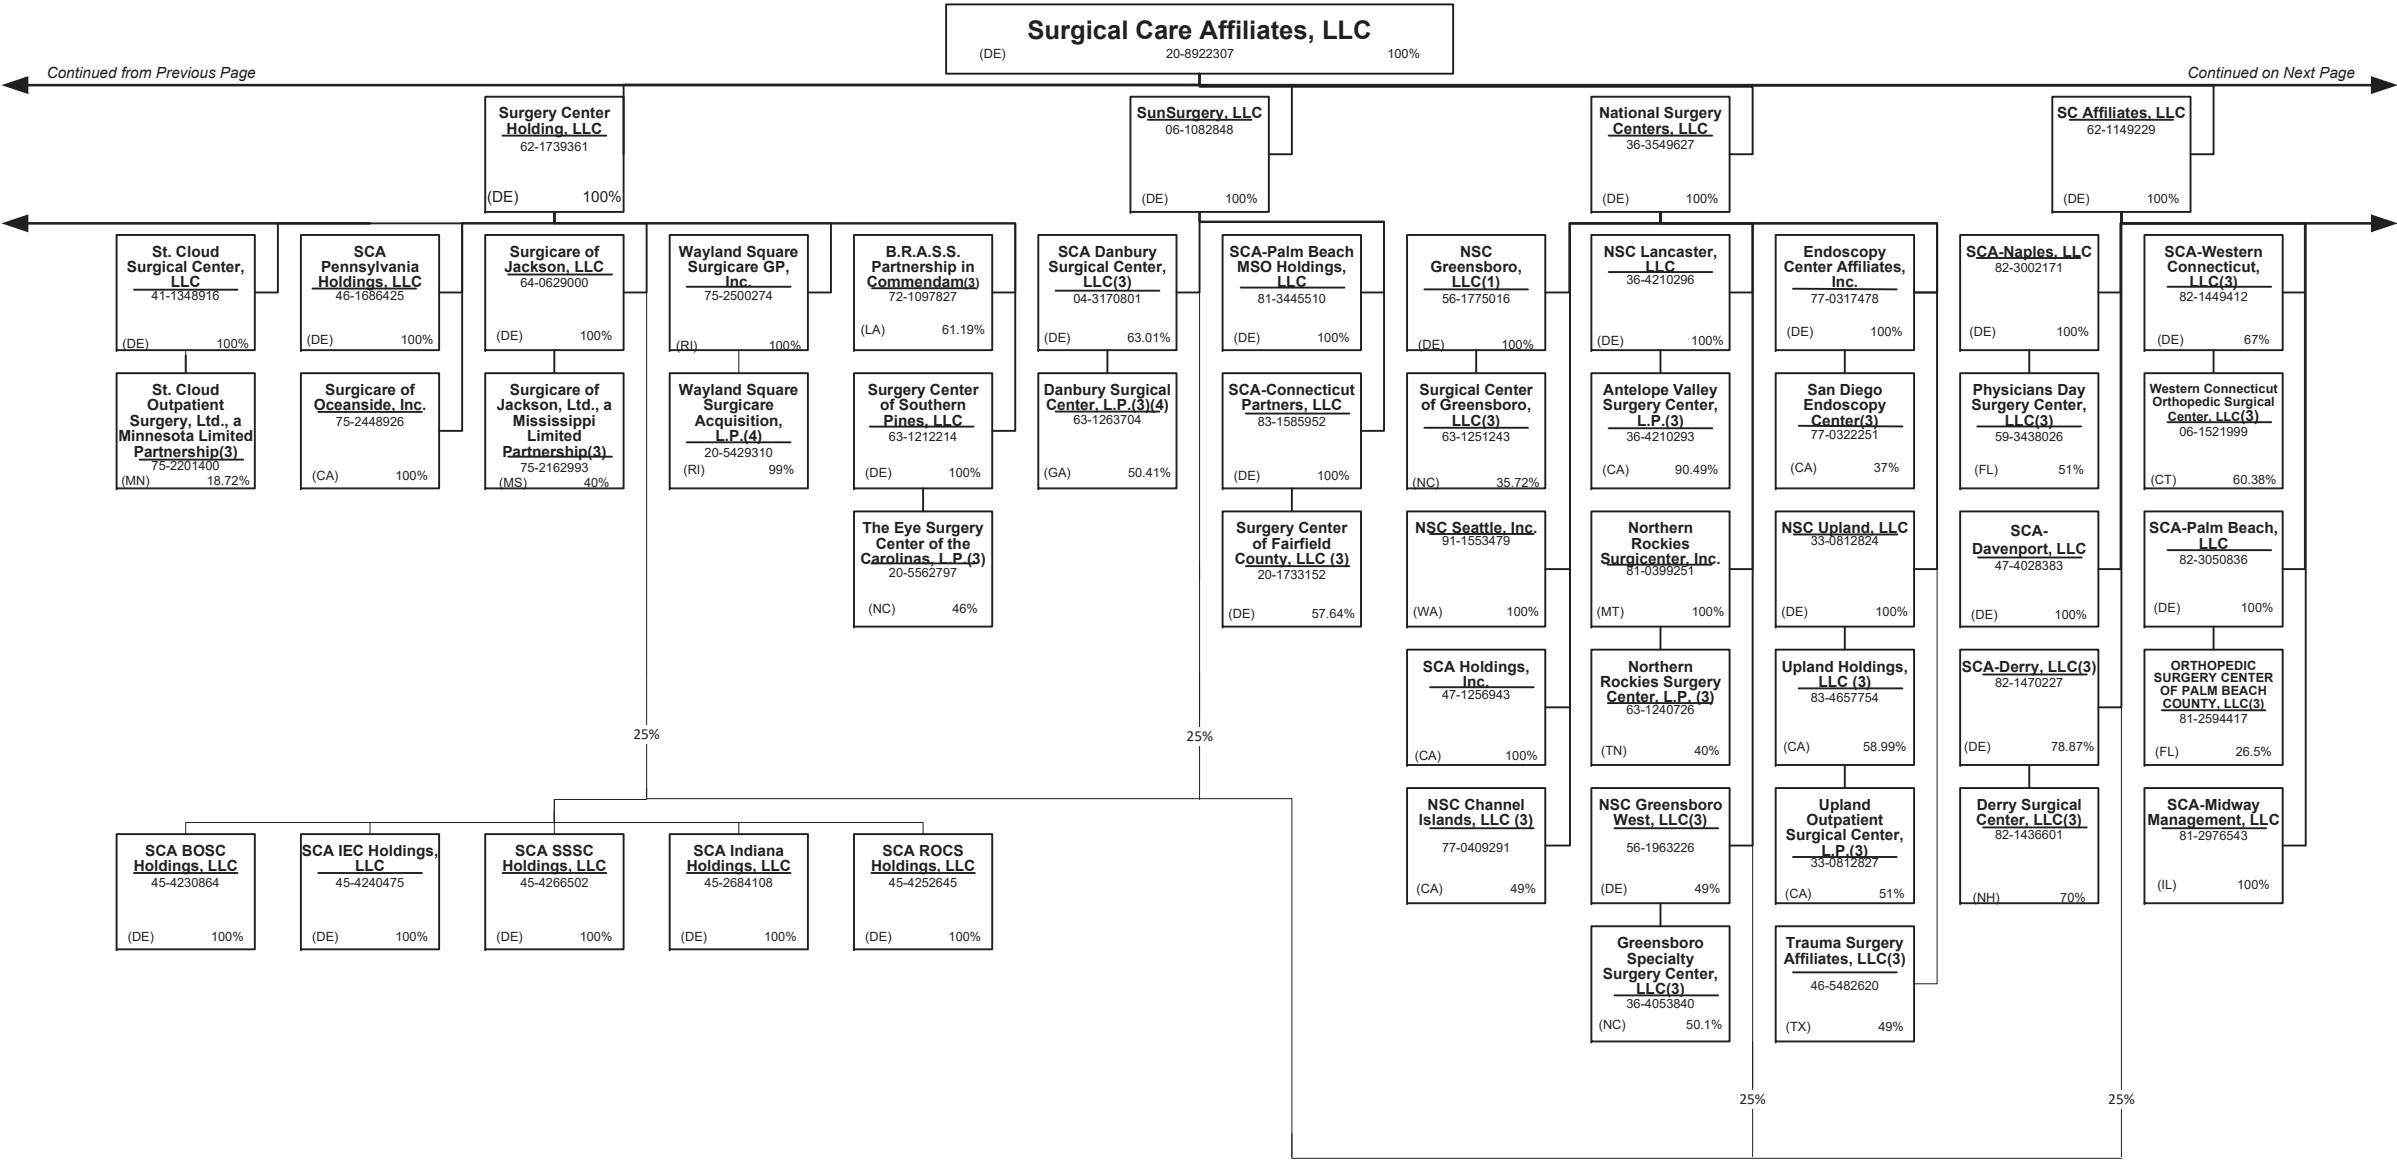 Surgical Care Affiliates, LLC
(DE) 20-8922307 100%
Continued from Previous Page
Continued on Next Page
Surgery Center
Holding, LLC
62-1739361
(DE) 100%
SunSurgery, LLC
06-1082848
(DE) 100%
National Surgery
Centers, LLC
36-3549627
(DE) 100%
SC Affiliates, LLC
62-1149229
(DE) 100%
St. Cloud
Surgical Center,
LLC
41-1348916
(DE) 100%
SCA
Pennsylvania
Holdings, LLC
46-1686425
(DE) 100%
Surgicare of
Jackson, LLC
64-0629000
(DE) 100%
Wayland Square
Surgicare GP,
Inc.
75-2500274
(RI) 100%
B.R.A.S.S.
Partnership in
Commendam(3)
72-1097827
(LA) 61.19%
SCA Danbury
Surgical Center,
LLC(3)
04-3170801
(DE) 63.01%
SCA-Palm Beach
MSO Holdings,
LLC
81-3445510
(DE) 100%
NSC
Greensboro,
LLC(1)
56-1775016
(DE) 100%
NSC Lancaster,
LLC
36-4210296
(DE) 100%
Endoscopy
Center Affiliates,
Inc.
77-0317478
(DE) 100%
SCA-Naples, LLC
82-3002171
(DE) 100%
SCA-Western
Connecticut,
LLC(3)
82-1449412
(DE) 67%
St. Cloud
Outpatient
Surgery, Ltd., a
Minnesota Limited
Partnership(3)
75-2201400
(MN) 18.72%
Surgicare of
Oceanside, Inc.
75-2448926
(CA) 100%
Surgicare of
Jackson, Ltd., a
Mississippi
Limited
Partnership(3)
75-2162993
(MS) 40%
Wayland Square
Surgicare
Acquisition,
L.P.(4)
20-5429310
(RI) 99%
Surgery Center
of Southern
Pines, LLC
63-1212214
(DE) 100%
Danbury Surgical
Center, L.P.(3)(4)
63-1263704
(GA) 50.41%
SCA-Connecticut
Partners, LLC
83-1585952
(DE) 100%
Surgical Center
of Greensboro,
LLC(3)
63-1251243
(NC) 35.72%
Antelope Valley
Surgery Center,
L.P.(3)
36-4210293
(CA) 90.49%
San Diego
Endoscopy
Center(3)
77-0322251
(CA) 37%
Physicians Day
Surgery Center,
LLC(3)
59-3438026
(FL) 51%
Western Connecticut
Orthopedic Surgical
Center, LLC(3)
06-1521999
(CT) 60.38%
The Eye Surgery
Center of the
Carolinas, L.P.(3)
20-5562797
(NC) 46%
Surgery Center
of Fairfield
County, LLC (3)
20-1733152
(DE) 57.64%
NSC Seattle, Inc.
91-1553479
(WA) 100%
Northern
Rockies
Surgicenter, Inc.
81-0399251
(MT) 100%
NSC Upland, LLC
33-0812824
(DE) 100%
SCA-
Davenport, LLC
47-4028383
(DE) 100%
SCA-Palm Beach,
LLC
82-3050836
(DE) 100%
SCA Holdings,
Inc.
47-1256943
(CA) 100%
Northern
Rockies Surgery
Center, L.P. (3)
63-1240726
(TN) 40%
Upland Holdings,
LLC (3)
83-4657754
(CA) 58.99%
SCA-Derry, LLC(3)
82-1470227
(DE) 78.87%
ORTHOPEDIC
SURGERY CENTER
OF PALM BEACH
COUNTY, LLC(3)
81-2594417
(FL) 26.5%
25%
25%
SCA BOSC
Holdings, LLC
45-4230864
(DE) 100%
SCA IEC Holdings,
LLC
45-4240475
(DE) 100%
SCA SSSC
Holdings, LLC
45-4266502
(DE) 100%
SCA Indiana
Holdings, LLC
45-2684108
(DE) 100%
SCA ROCS
Holdings, LLC
45-4252645
(DE) 100%
NSC Channel
Islands, LLC (3)
77-0409291
(CA) 49%
NSC Greensboro
West, LLC(3)
56-1963226
(DE) 49%
Upland
Outpatient
Surgical Center,
L.P.(3)
33-0812827
(CA) 51%
Derry Surgical
Center, LLC(3)
82-1436601
(NH) 70%
SCA-Midway
Management, LLC
81-2976543
(IL) 100%
Greensboro
Specialty
Surgery Center,
LLC(3)
36-4053840
(NC) 50.1%
Trauma Surgery
Affiliates, LLC(3)
46-5482620
(TX) 49%
25%
25%